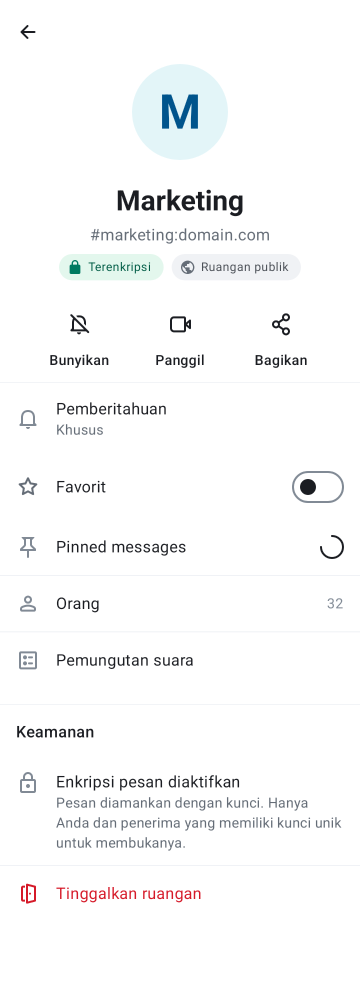 M
Marketing
#marketing:domain.com
Terenkripsi
Ruangan publik
Bunyikan
Panggil
Bagikan
Pemberitahuan
Khusus
Favorit
Pinned messages
Orang
32
Pemungutan suara
Keamanan
Enkripsi pesan diaktifkan
Pesan diamankan dengan kunci. Hanya
Anda dan penerima yang memiliki kunci unik
untuk membukanya.
Tinggalkan ruangan